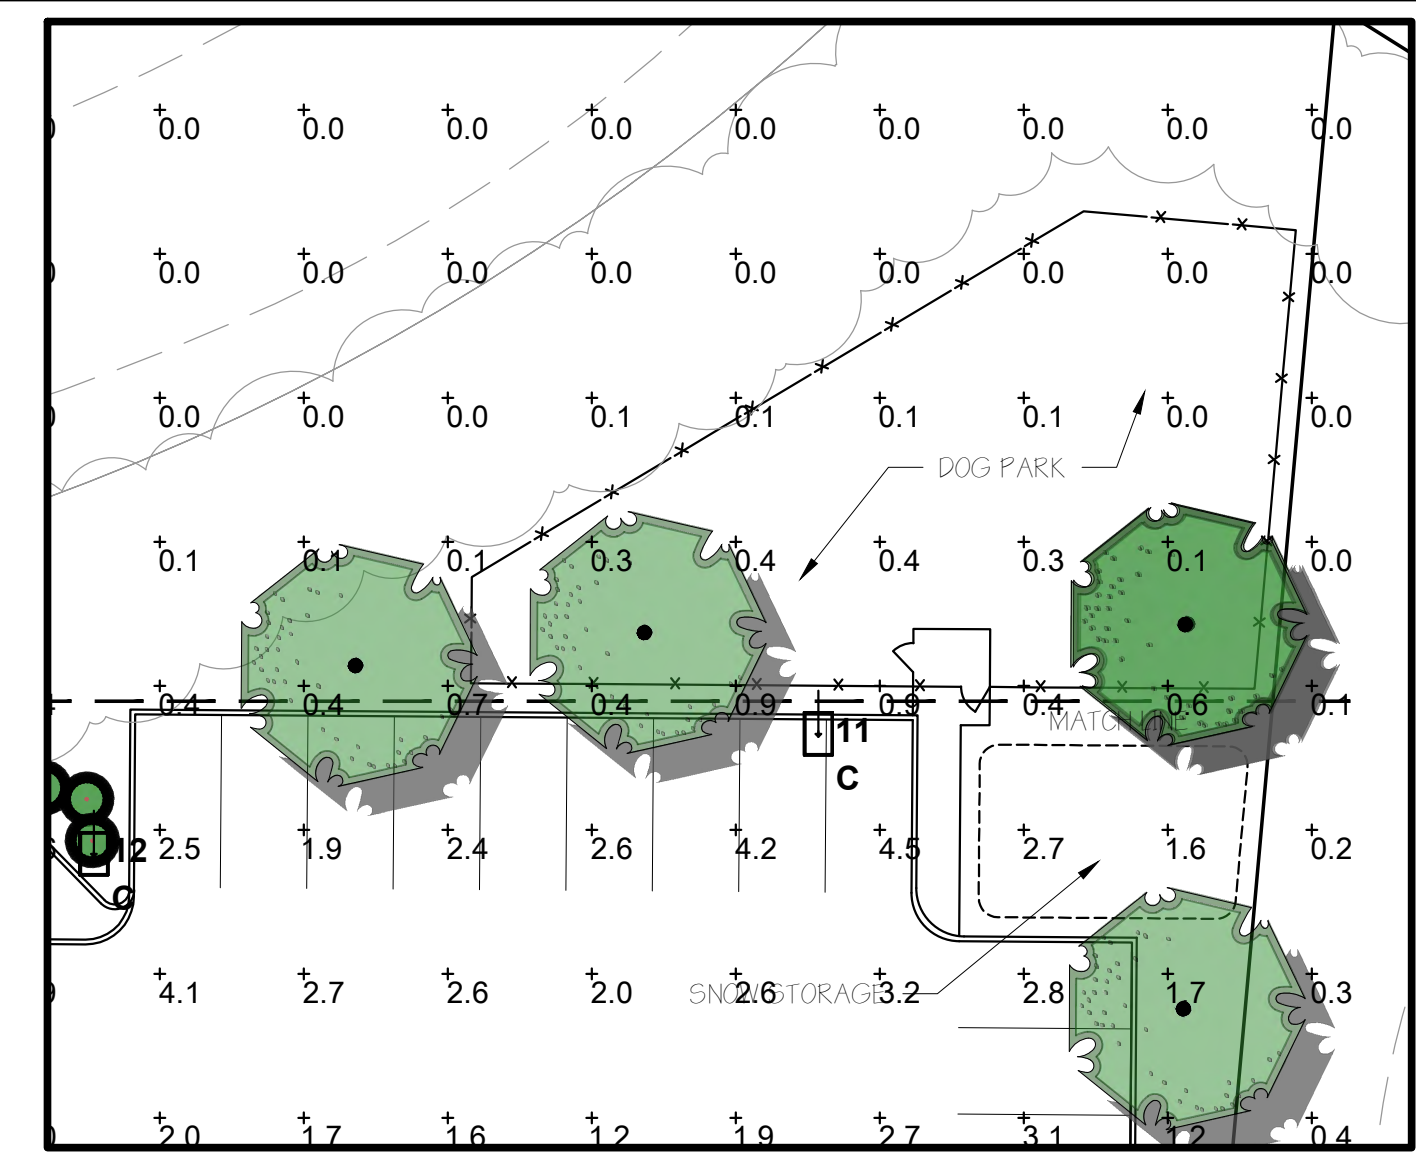 0.0 0.0 0.0 0.0 0.0 0.0 0.0 0.0 0.0
0.0 0.0 0.0 0.0 0.0 0.0 0.0 0.0 0.0
0.0 0.0 0.0 0.1 0.1 0.1 0.1 0.0 0.0
DOG PARK
0.1 0.1 0.1 0.3 0.4 0.4 0.3 0.1 0.0
0.4 0.4 0.7 0.4 0.9 0.9 0.4 0.6 0.1
11
C
12
C
2.5 1.9 2.4 2.6 4.2 4.5 2.7 1.6 0.2
4.1 2.7 2.6 2.0 2.6 3.2 2.8 1.7 0.3
SNOW STORAGE
2.0 1.7 1.6 1.2 1.9 2.7 3.1 1.2 0.4